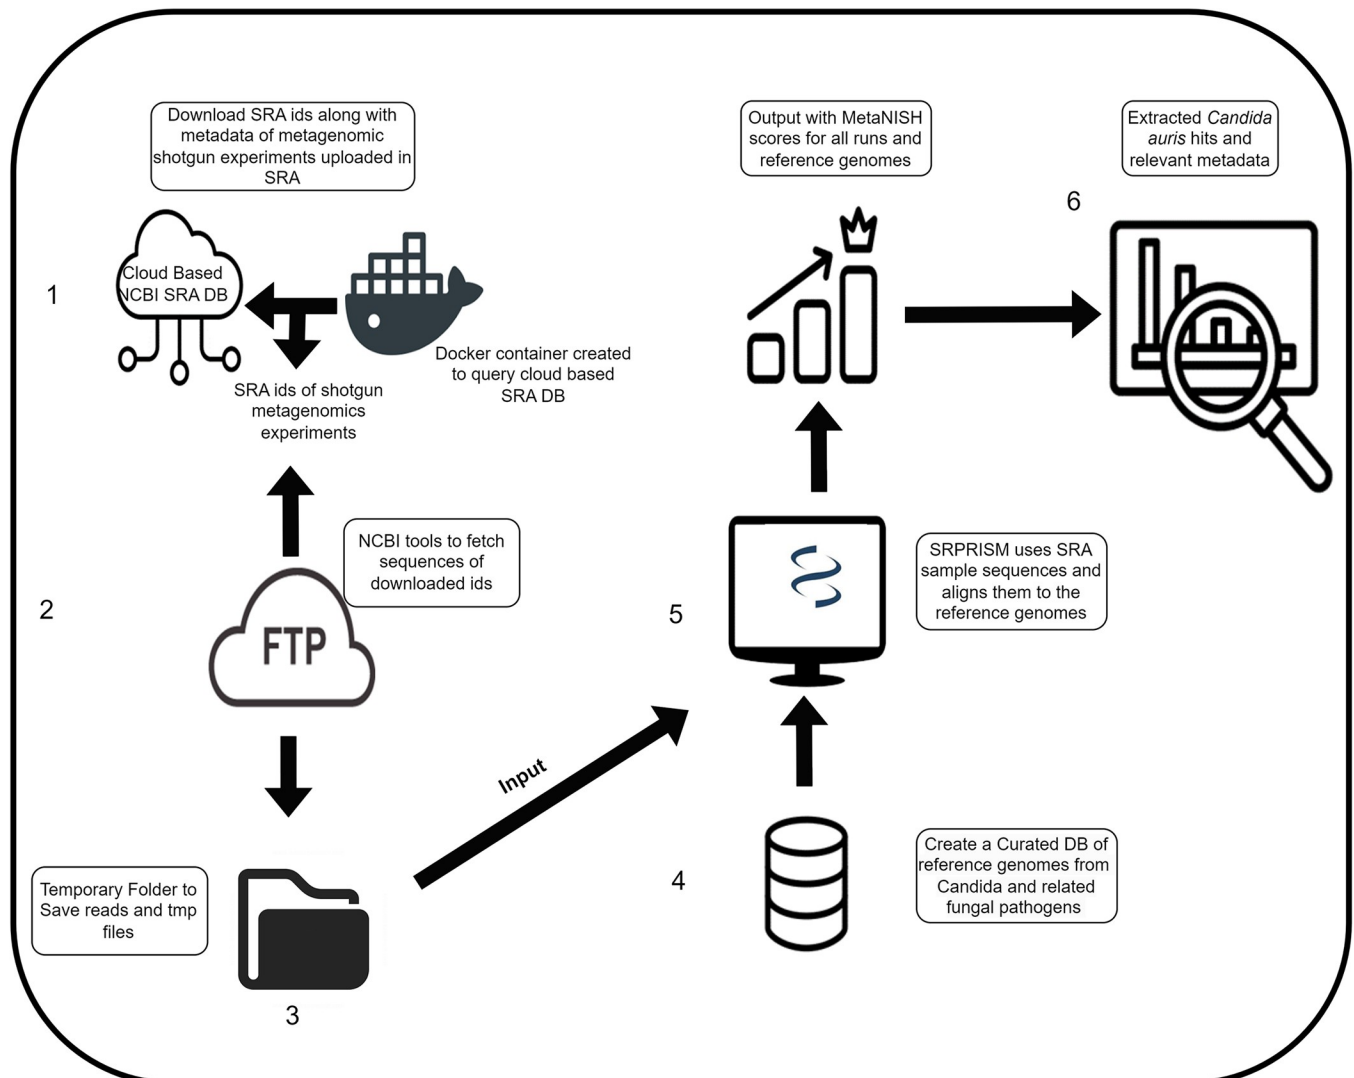 Download SRA ids along with
metadata of metagenomic
shotgun experiments uploaded in
SRA
1
Cloud Based
NCBI SRA DB
Docker container created
to query cloud based
SRA DB
SRA ids of shotgun
metagenomics
experiments
2
NCBI tools to fetch
sequences of
downloaded ids
FTP
Temporary Folder to
Save reads and tmp
files
3
Input
4
Create a Curated DB of
reference genomes from
Candida and related
fungal pathogens
5
SRPRISM uses SRA
sample sequences and
aligns them to the
reference genomes
Output with MetaNISH
scores for all runs and
reference genomes
6
Extracted Candida
auris hits and
relevant metadata